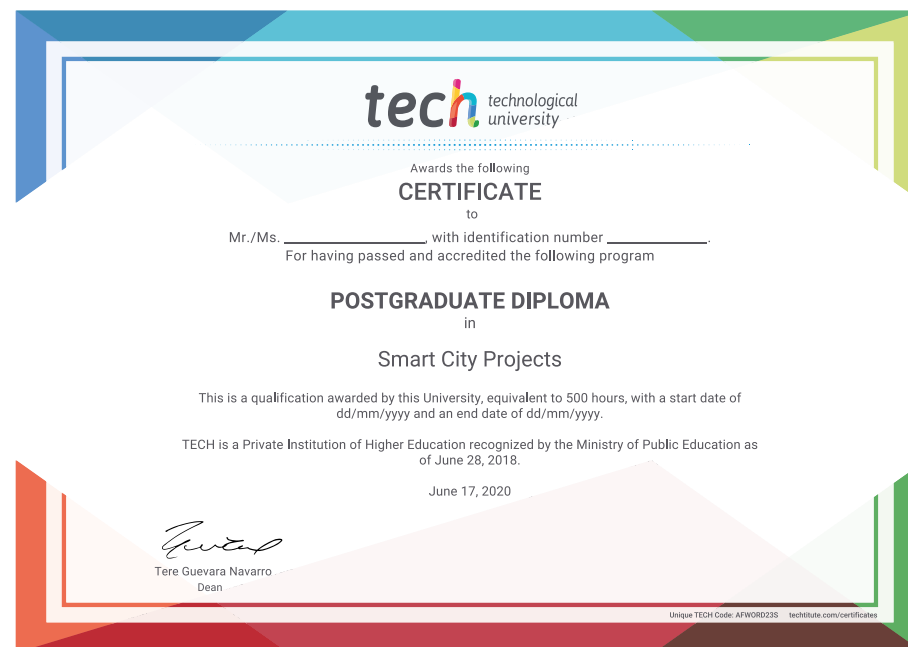 tech technological
university
Awards the following
CERTIFICATE
to
Mr./Ms. ____________________, with identification number ______________.
For having passed and accredited the following program
POSTGRADUATE DIPLOMA
in
Smart City Projects
This is a qualification awarded by this University, equivalent to 500 hours, with a start date of
dd/mm/yyyy and an end date of dd/mm/yyyy.
TECH is a Private Institution of Higher Education recognized by the Ministry of Public Education as
of June 28, 2018.
June 17, 2020
Tere Guevara Navarro
Dean
Unique TECH Code: AFWORD23S techtitute.com/certificates